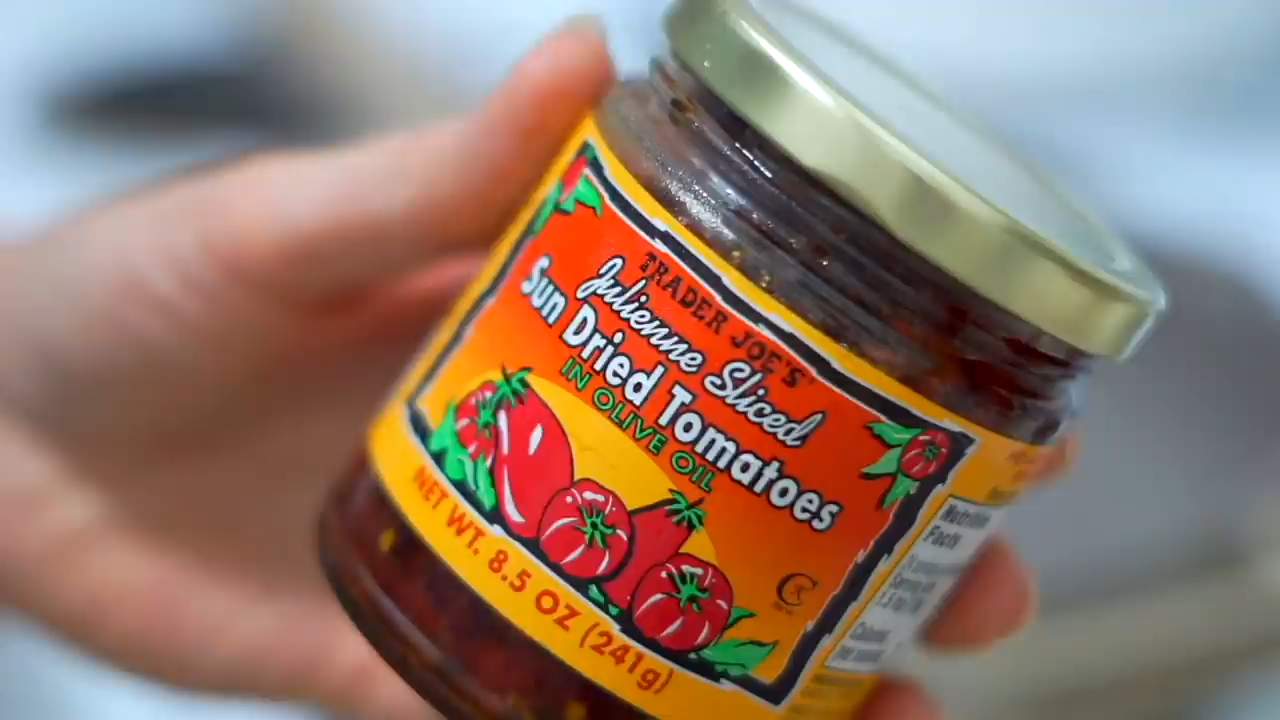 TRADER JOE'S
Julienne Sliced
Sun Dried Tomatoes
IN OLIVE OIL
NET WT. 8.5 OZ (241g)
Nutrition
Facts